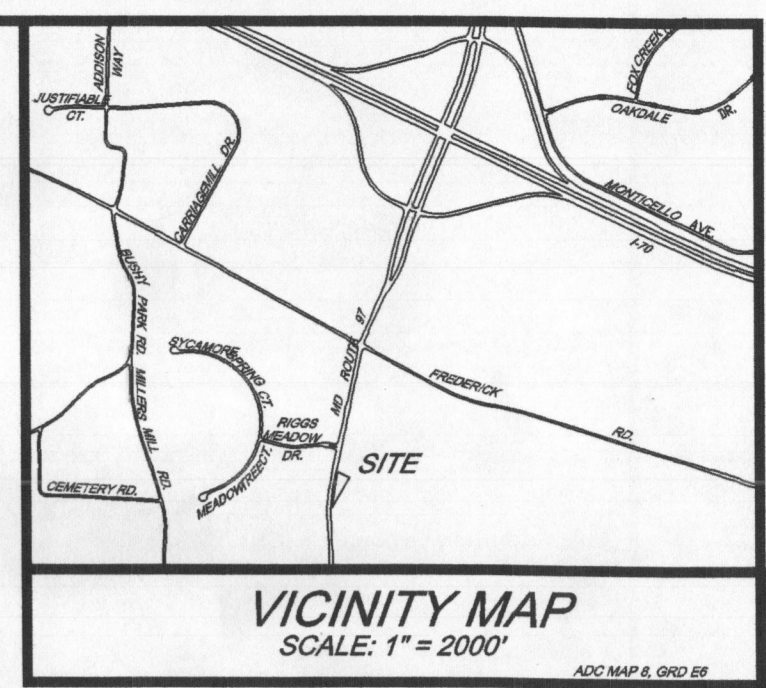 ADDISON
WAY
FOX CREEK
JUSTIFIABLE
CT.
OAKDALE DR.
CARRIAGEMILL DR.
MONTICELLO AVE.
I-70
BUSHY PARK RD.
MD ROUTE 97
SYCAMORE SPRING CT.
FREDERICK RD.
MILLERS MILL RD.
RIGGS
MEADOW
DR.
SITE
MEADOWTREE CT.
CEMETERY RD.
VICINITY MAP
SCALE: 1" = 2000'
ADC MAP 8, GRD E6